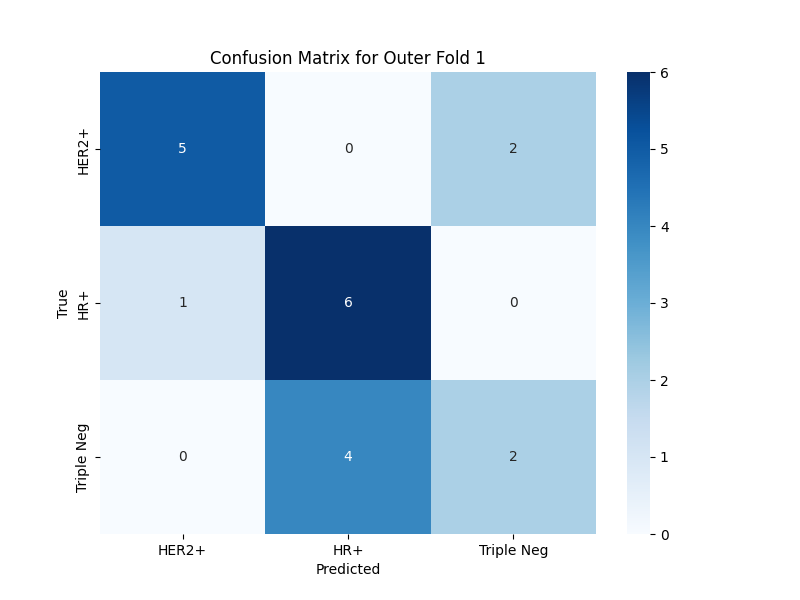 Confusion Matrix for Outer Fold 1
True
HER2+
5
0
2
HR+
1
6
0
Triple Neg
0
4
2
HER2+
HR+
Triple Neg
Predicted
6
5
4
3
2
1
0